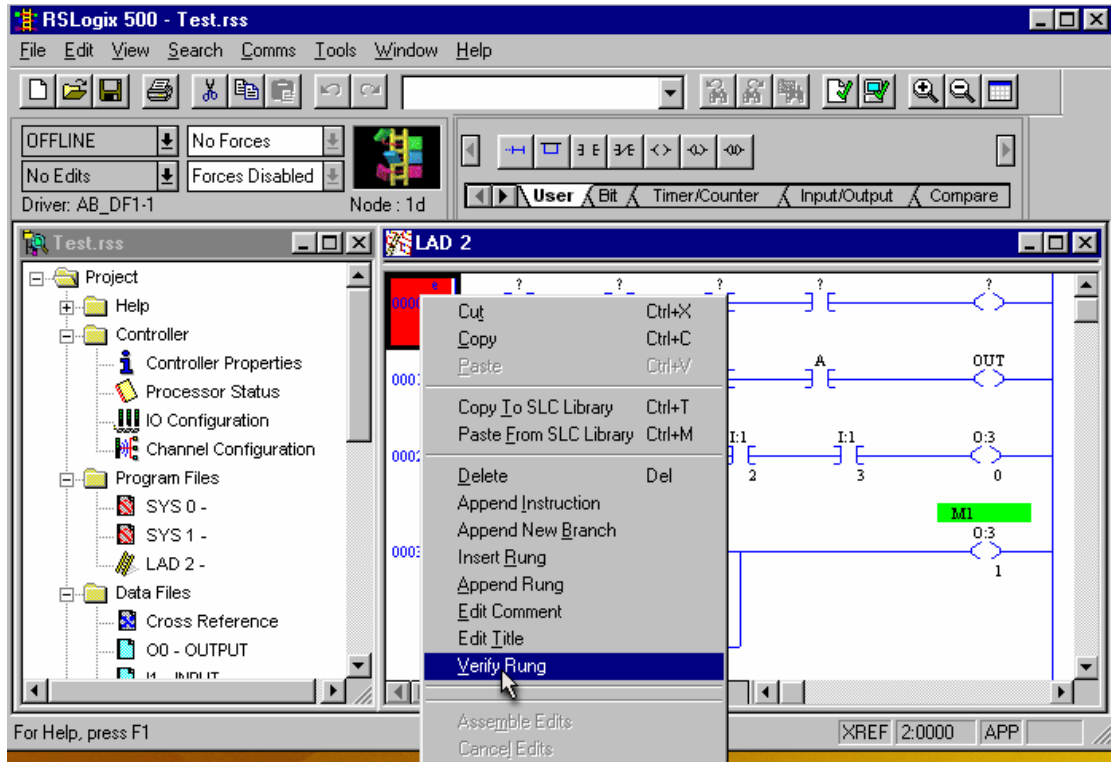 RSLogix 500 - Test.rss
File Edit View Search Comms Tools Window Help
OFFLINE No Forces
No Edits Forces Disabled
Driver: AB_DF1-1 Node : 1d
User Bit Timer/Counter Input/Output Compare
Test.rss
Project
Help
Controller
Controller Properties
Processor Status
IO Configuration
Channel Configuration
Program Files
SYS 0 -
SYS 1 -
LAD 2 -
Data Files
Cross Reference
O0 - OUTPUT
I1 - INPUT
LAD 2
e
? ? ? ? ?
A OUT
0002 I:1 I:1 O:3
2 3 0
M1
0003 O:3
1
Cut Ctrl+X
Copy Ctrl+C
Paste Ctrl+V
Copy To SLC Library Ctrl+T
Paste From SLC Library Ctrl+M
Delete Del
Append Instruction
Append New Branch
Insert Rung
Append Rung
Edit Comment
Edit Title
Verify Rung
Assemble Edits
Cancel Edits
For Help, press F1 XREF 2:0000 APP